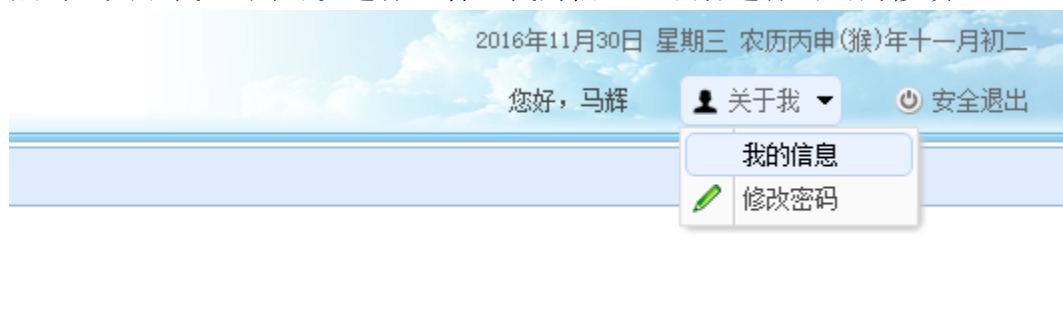 2016年11月30日 星期三 农历丙申(猴)年十一月初二
您好，马辉 关于我 安全退出
我的信息
修改密码